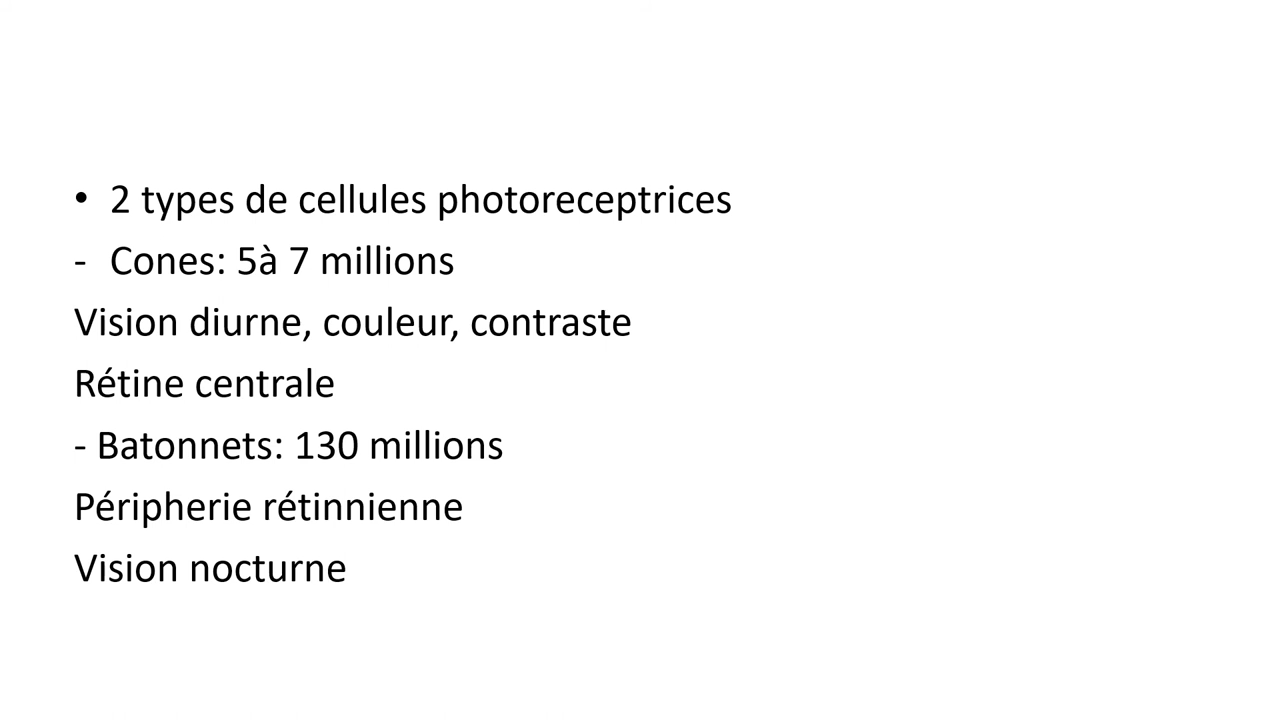 • 2 types de cellules photoreceptrices
- Cones: 5à 7 millions
Vision diurne, couleur, contraste
Rétine centrale
- Batonnets: 130 millions
Péripherie rétinnienne
Vision nocturne